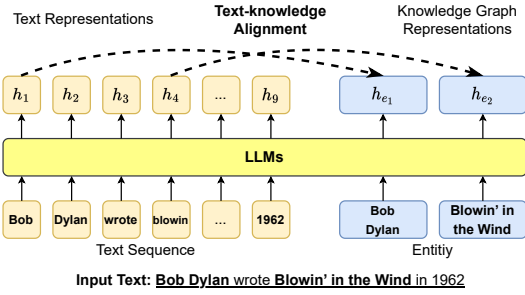 Text Representations
Text-knowledge
Alignment
Knowledge Graph
Representations
h1 h2 h3 h4 ... h9 he1 he2
LLMs
Bob Dylan wrote blowin ... 1962
Bob
Dylan
Blowin' in
the Wind
Text Sequence
Entitiy
Input Text: Bob Dylan wrote Blowin' in the Wind in 1962